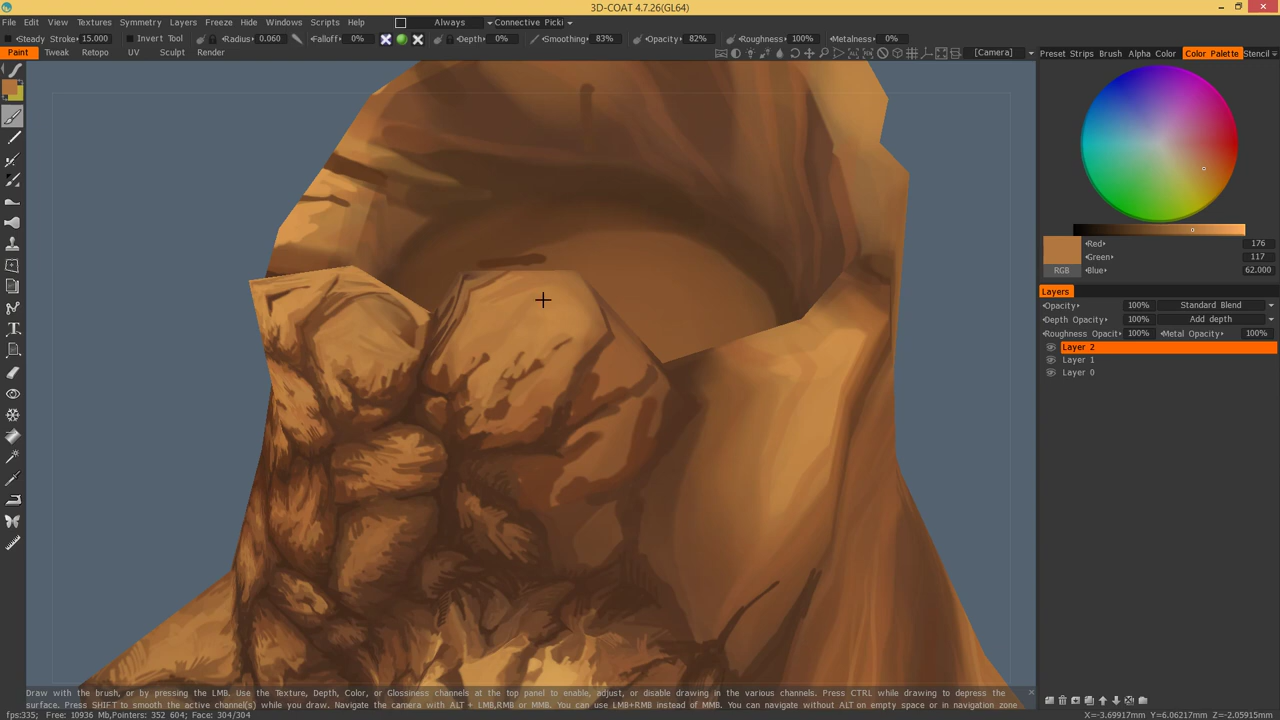 3D-COAT 4.7.26(GL64)
File Edit View Textures Symmetry Layers Freeze Hide Windows Scripts Help Always Connective Picki
Steady Stroke 15.000 Invert Tool Radius 0.060 Falloff 0% Depth 0% Smoothing 83% Opacity 82% Roughness 100% Metalness 0%
Paint Tweak Retopo UV Sculpt Render [Camera] Preset Strips Brush Alpha Color Color Palette Stencil
Red 176
Green 117
RGB Blue 62.000
Layers
Opacity 100% Standard Blend
Depth Opacity 100% Add depth
Roughness Opacit 100% Metal Opacity 100%
Layer 2
Layer 1
Layer 0
Draw with the brush, or by pressing the LMB. Use the Texture, Depth, Color, or Glossiness channels at the top panel to enable, adjust, or disable drawing in the various channels. Press CTRL while drawing to depress the
surface. Press SHIFT to smooth the active channel(s) while you draw. Navigate the camera with ALT + LMB,RMB or MMB. You can use LMB+RMB instead of MMB. You can navigate without ALT on empty space or in navigation zone
fps:335; Free: 10936 Mb,Pointers: 352 604; Face: 304/304 X=-3.69917mm Y=6.06217mm Z=-2.05915mm